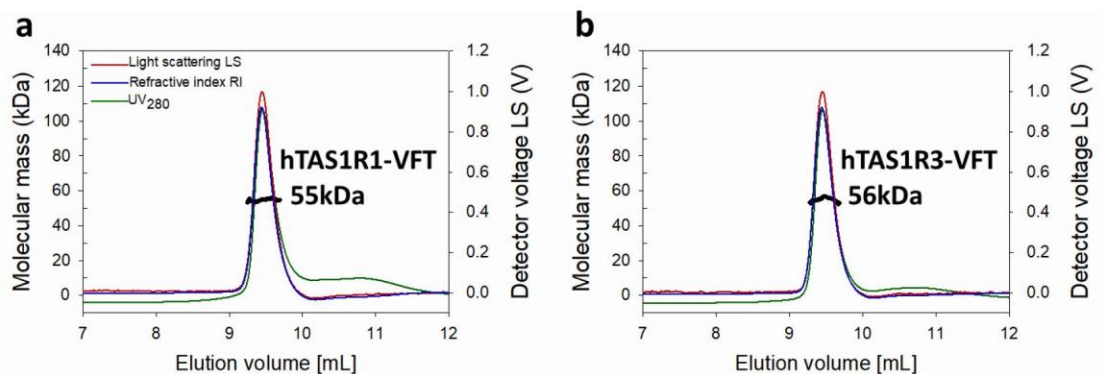 a
140
120
100
80
60
40
20
0
Molecular mass (kDa)
Light scattering LS
Refractive index RI
UV280
hTAS1R1-VFT
55kDa
1.2
1.0
0.8
0.6
0.4
0.2
0.0
Detector voltage LS (V)
7 8 9 10 11 12
Elution volume [mL]
b
140
120
100
80
60
40
20
0
Molecular mass (kDa)
hTAS1R3-VFT
56kDa
1.2
1.0
0.8
0.6
0.4
0.2
0.0
Detector voltage LS (V)
7 8 9 10 11 12
Elution volume [mL]